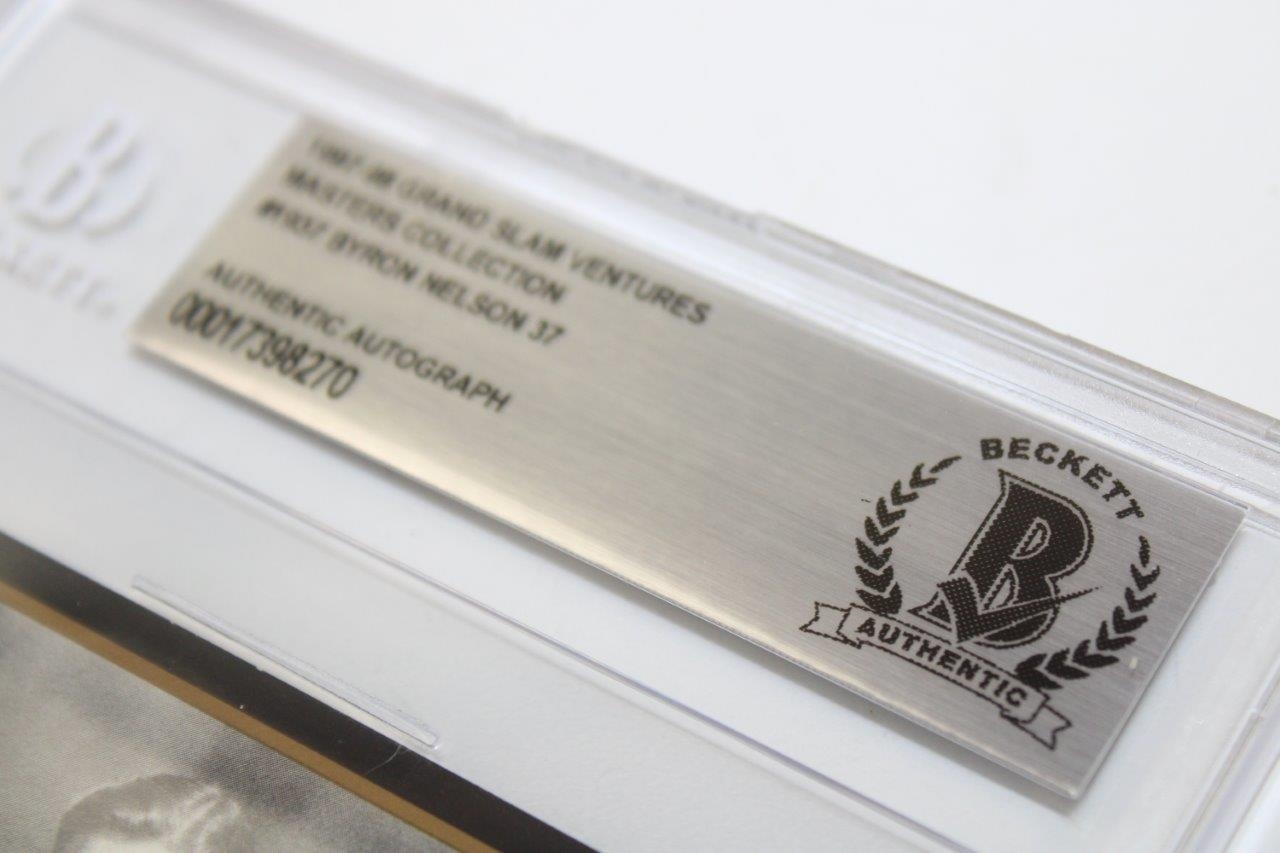 1997-98 GRAND SLAM VENTURES
MASTERS COLLECTION
#1937 BYRON NELSON 37
AUTHENTIC AUTOGRAPH
00017398270
BECKETT
B
AUTHENTIC
B